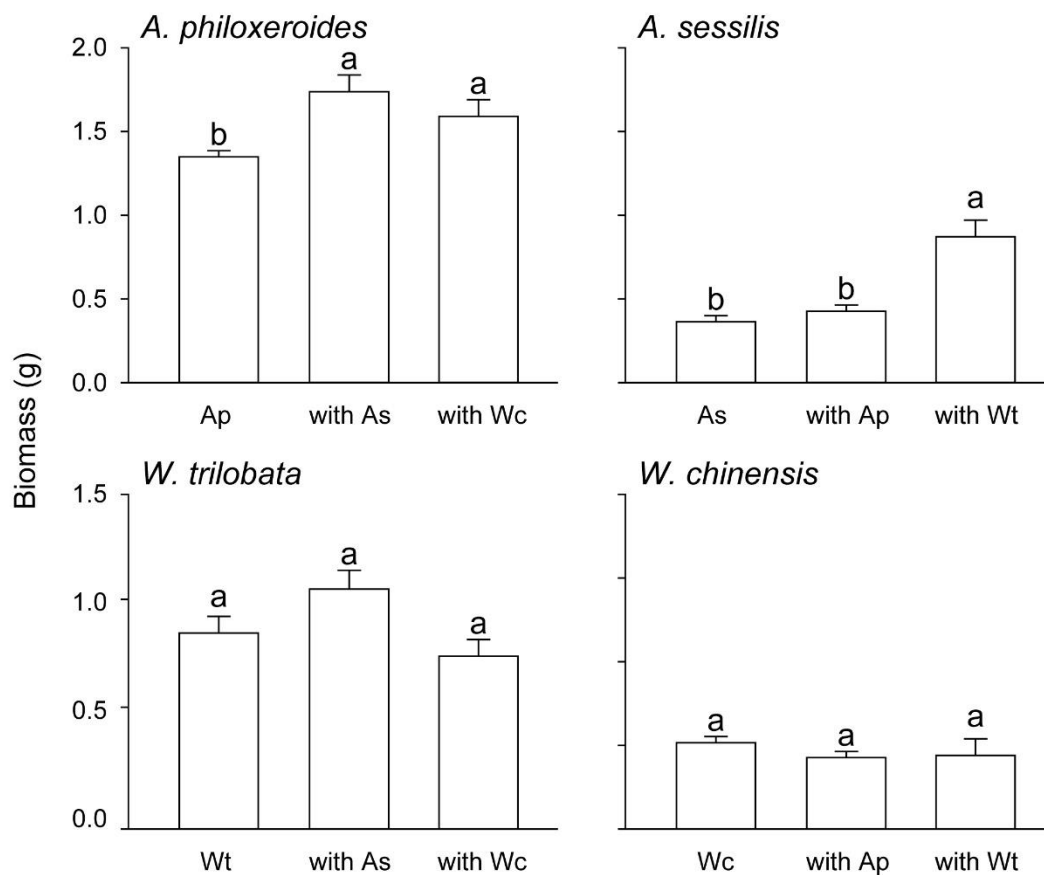 A. philoxeroides
A. sessilis
2.0
1.5
1.0
0.5
0.0
b
a
a
b
b
a
Ap
with As
with Wc
As
with Ap
with Wt
Biomass (g)
W. trilobata
W. chinensis
1.5
1.0
0.5
0.0
a
a
a
a
a
a
Wt
with As
with Wc
Wc
with Ap
with Wt